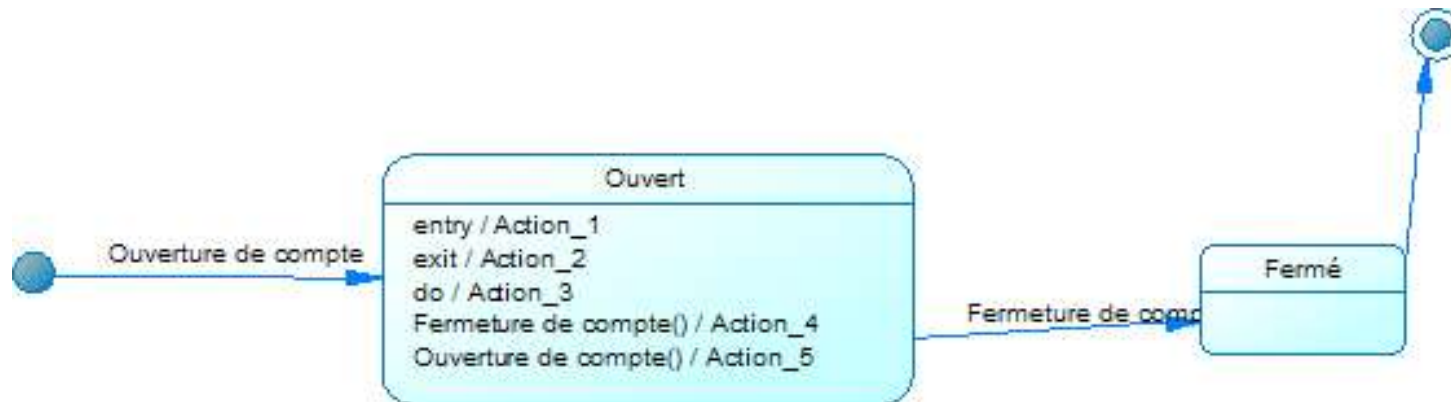 Ouvert
entry / Action_1
Ouverture de compte
exit / Action_2
do / Action_3
Fermeture de compte() / Action_4
Ouverture de compte() / Action_5
Fermé
Fermeture de